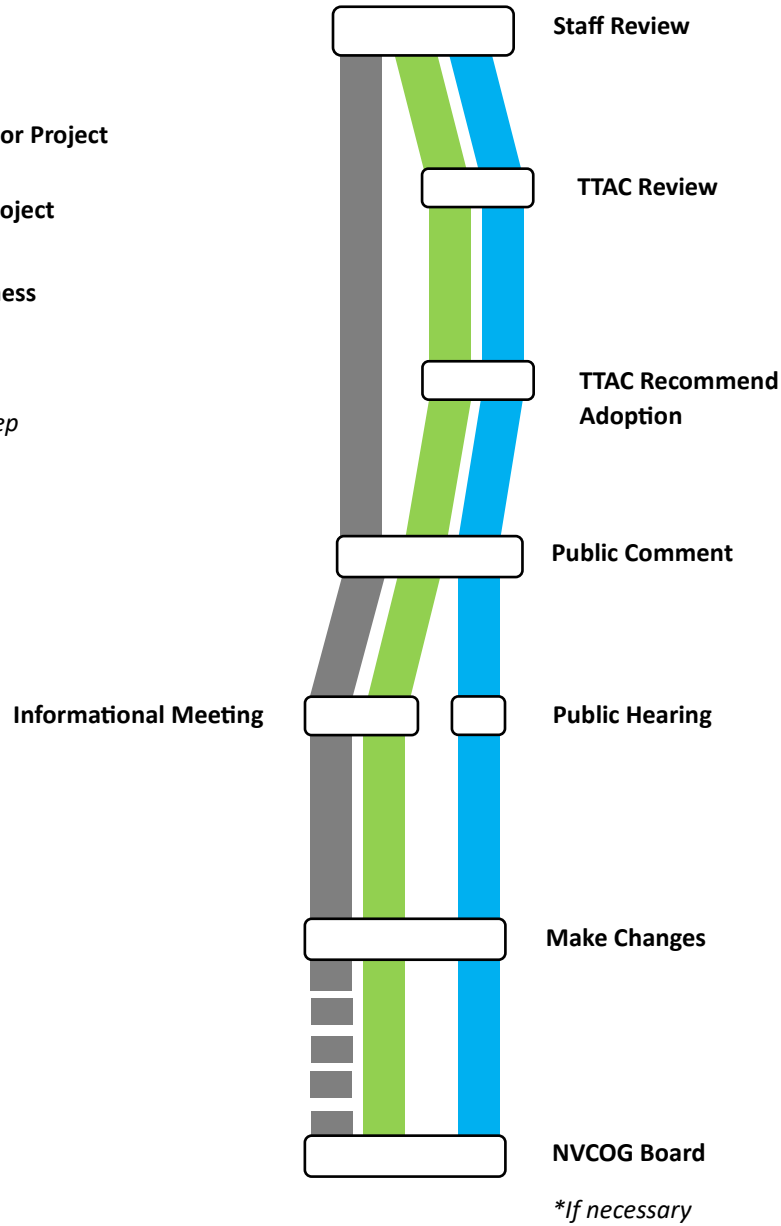 Staff Review
or Project
TTAC Review
oject
ess
TTAC Recommend
Adoption
ep
Public Comment
Informational Meeting
Public Hearing
Make Changes
NVCOG Board
*If necessary